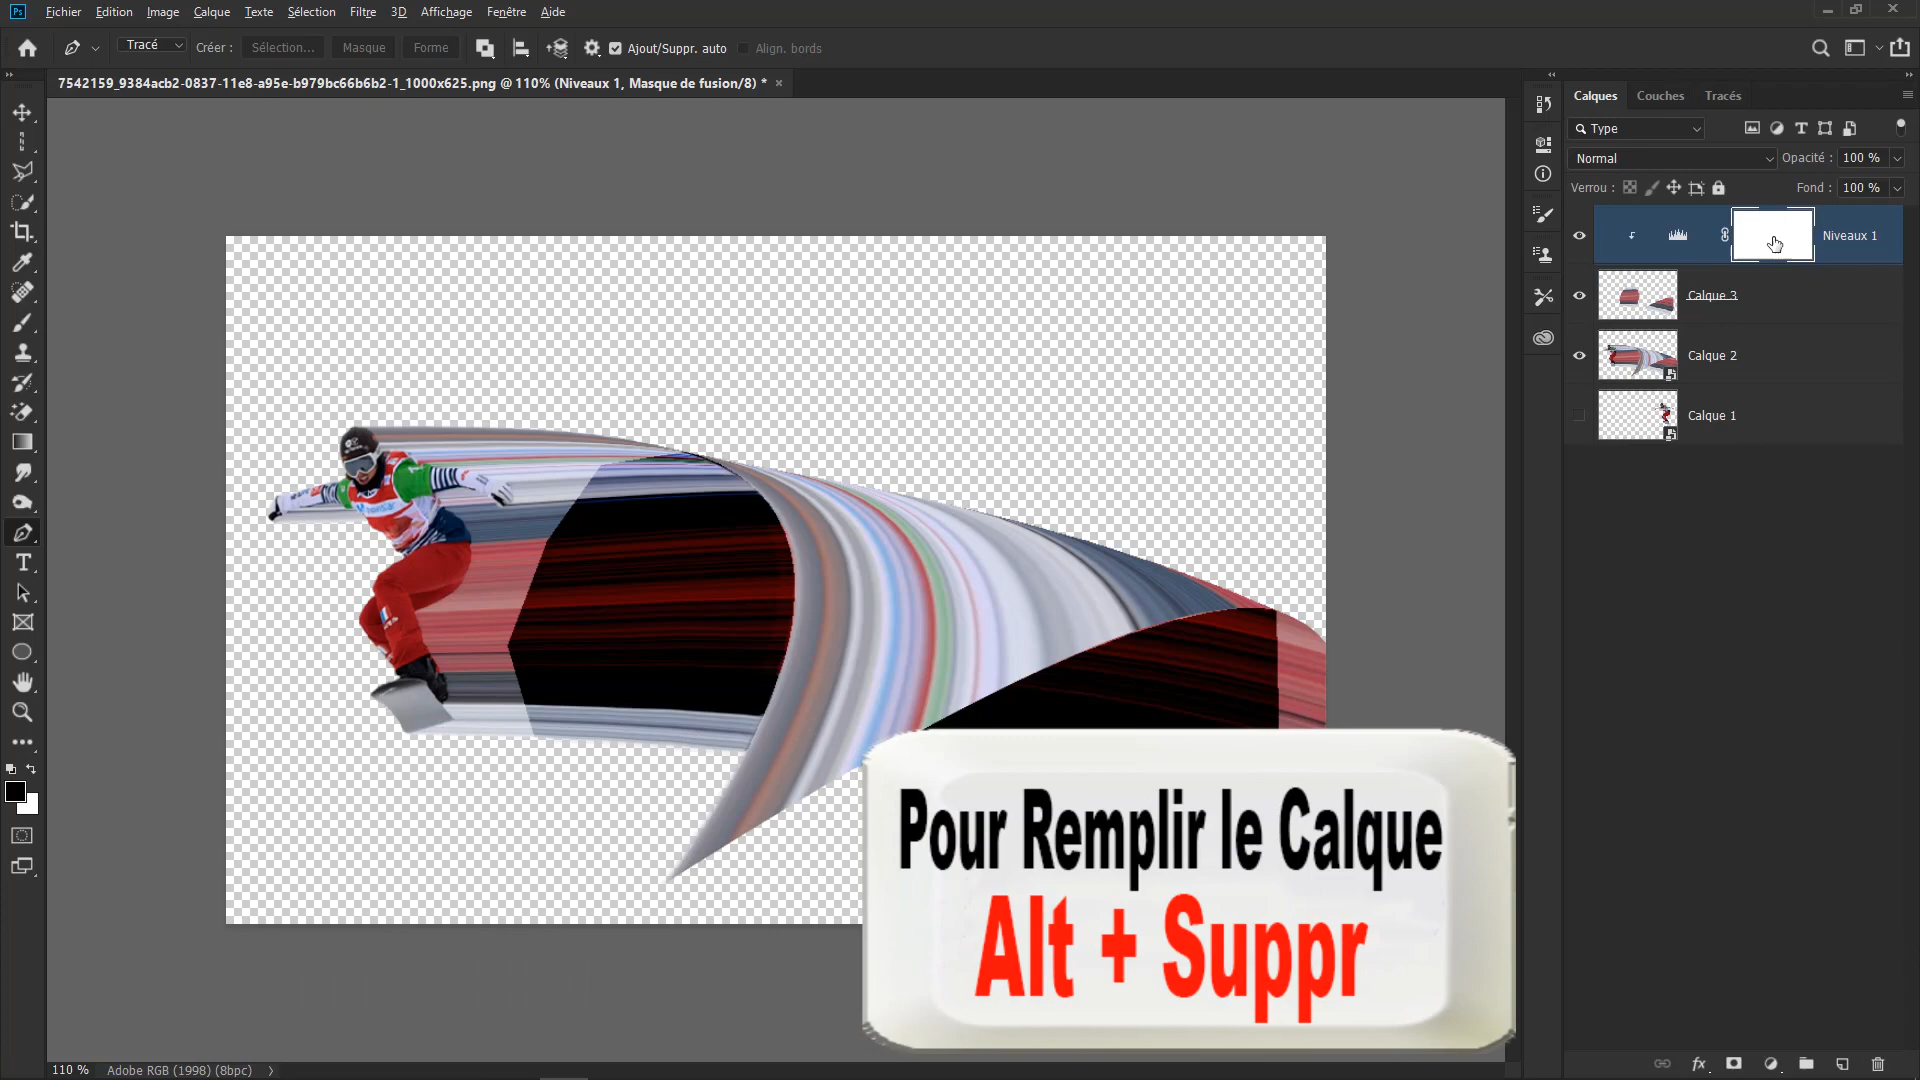 Ps Fichier Edition Image Calque Texte Sélection Filtre 3D Affichage Fenêtre Aide
Tracé Créer : Sélection... Masque Forme Ajout/Suppr. auto Align. bords
7542159_9384acb2-0837-11e8-a95e-b979bc66b6b2-1_1000x625.png @ 110% (Niveaux 1, Masque de fusion/8) * ×
Calques Couches Tracés
Type
Normal Opacité : 100 %
Verrou : Fond : 100 %
Niveaux 1
Calque 3
Calque 2
Calque 1
Pour Remplir le Calque
Alt + Suppr
110 % Adobe RGB (1998) (8bpc)